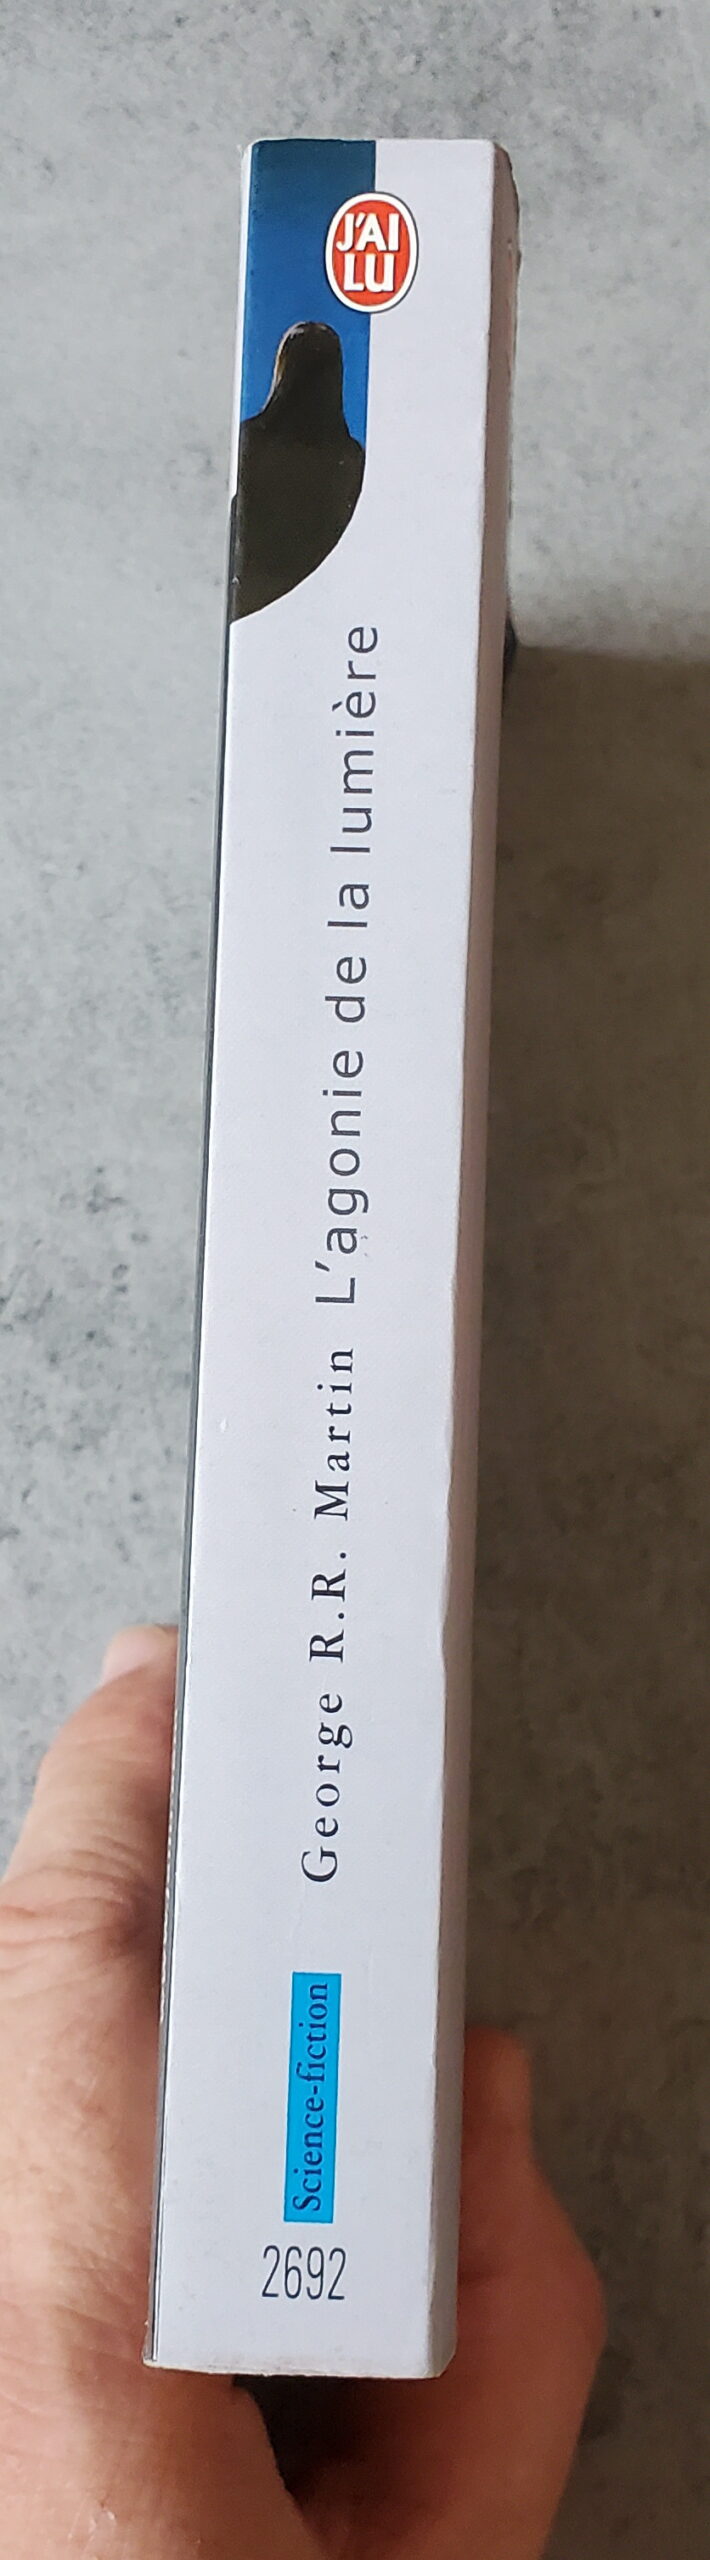 J'AI
LU
George R.R. Martin L'agonie de la lumière
Science-fiction
2692